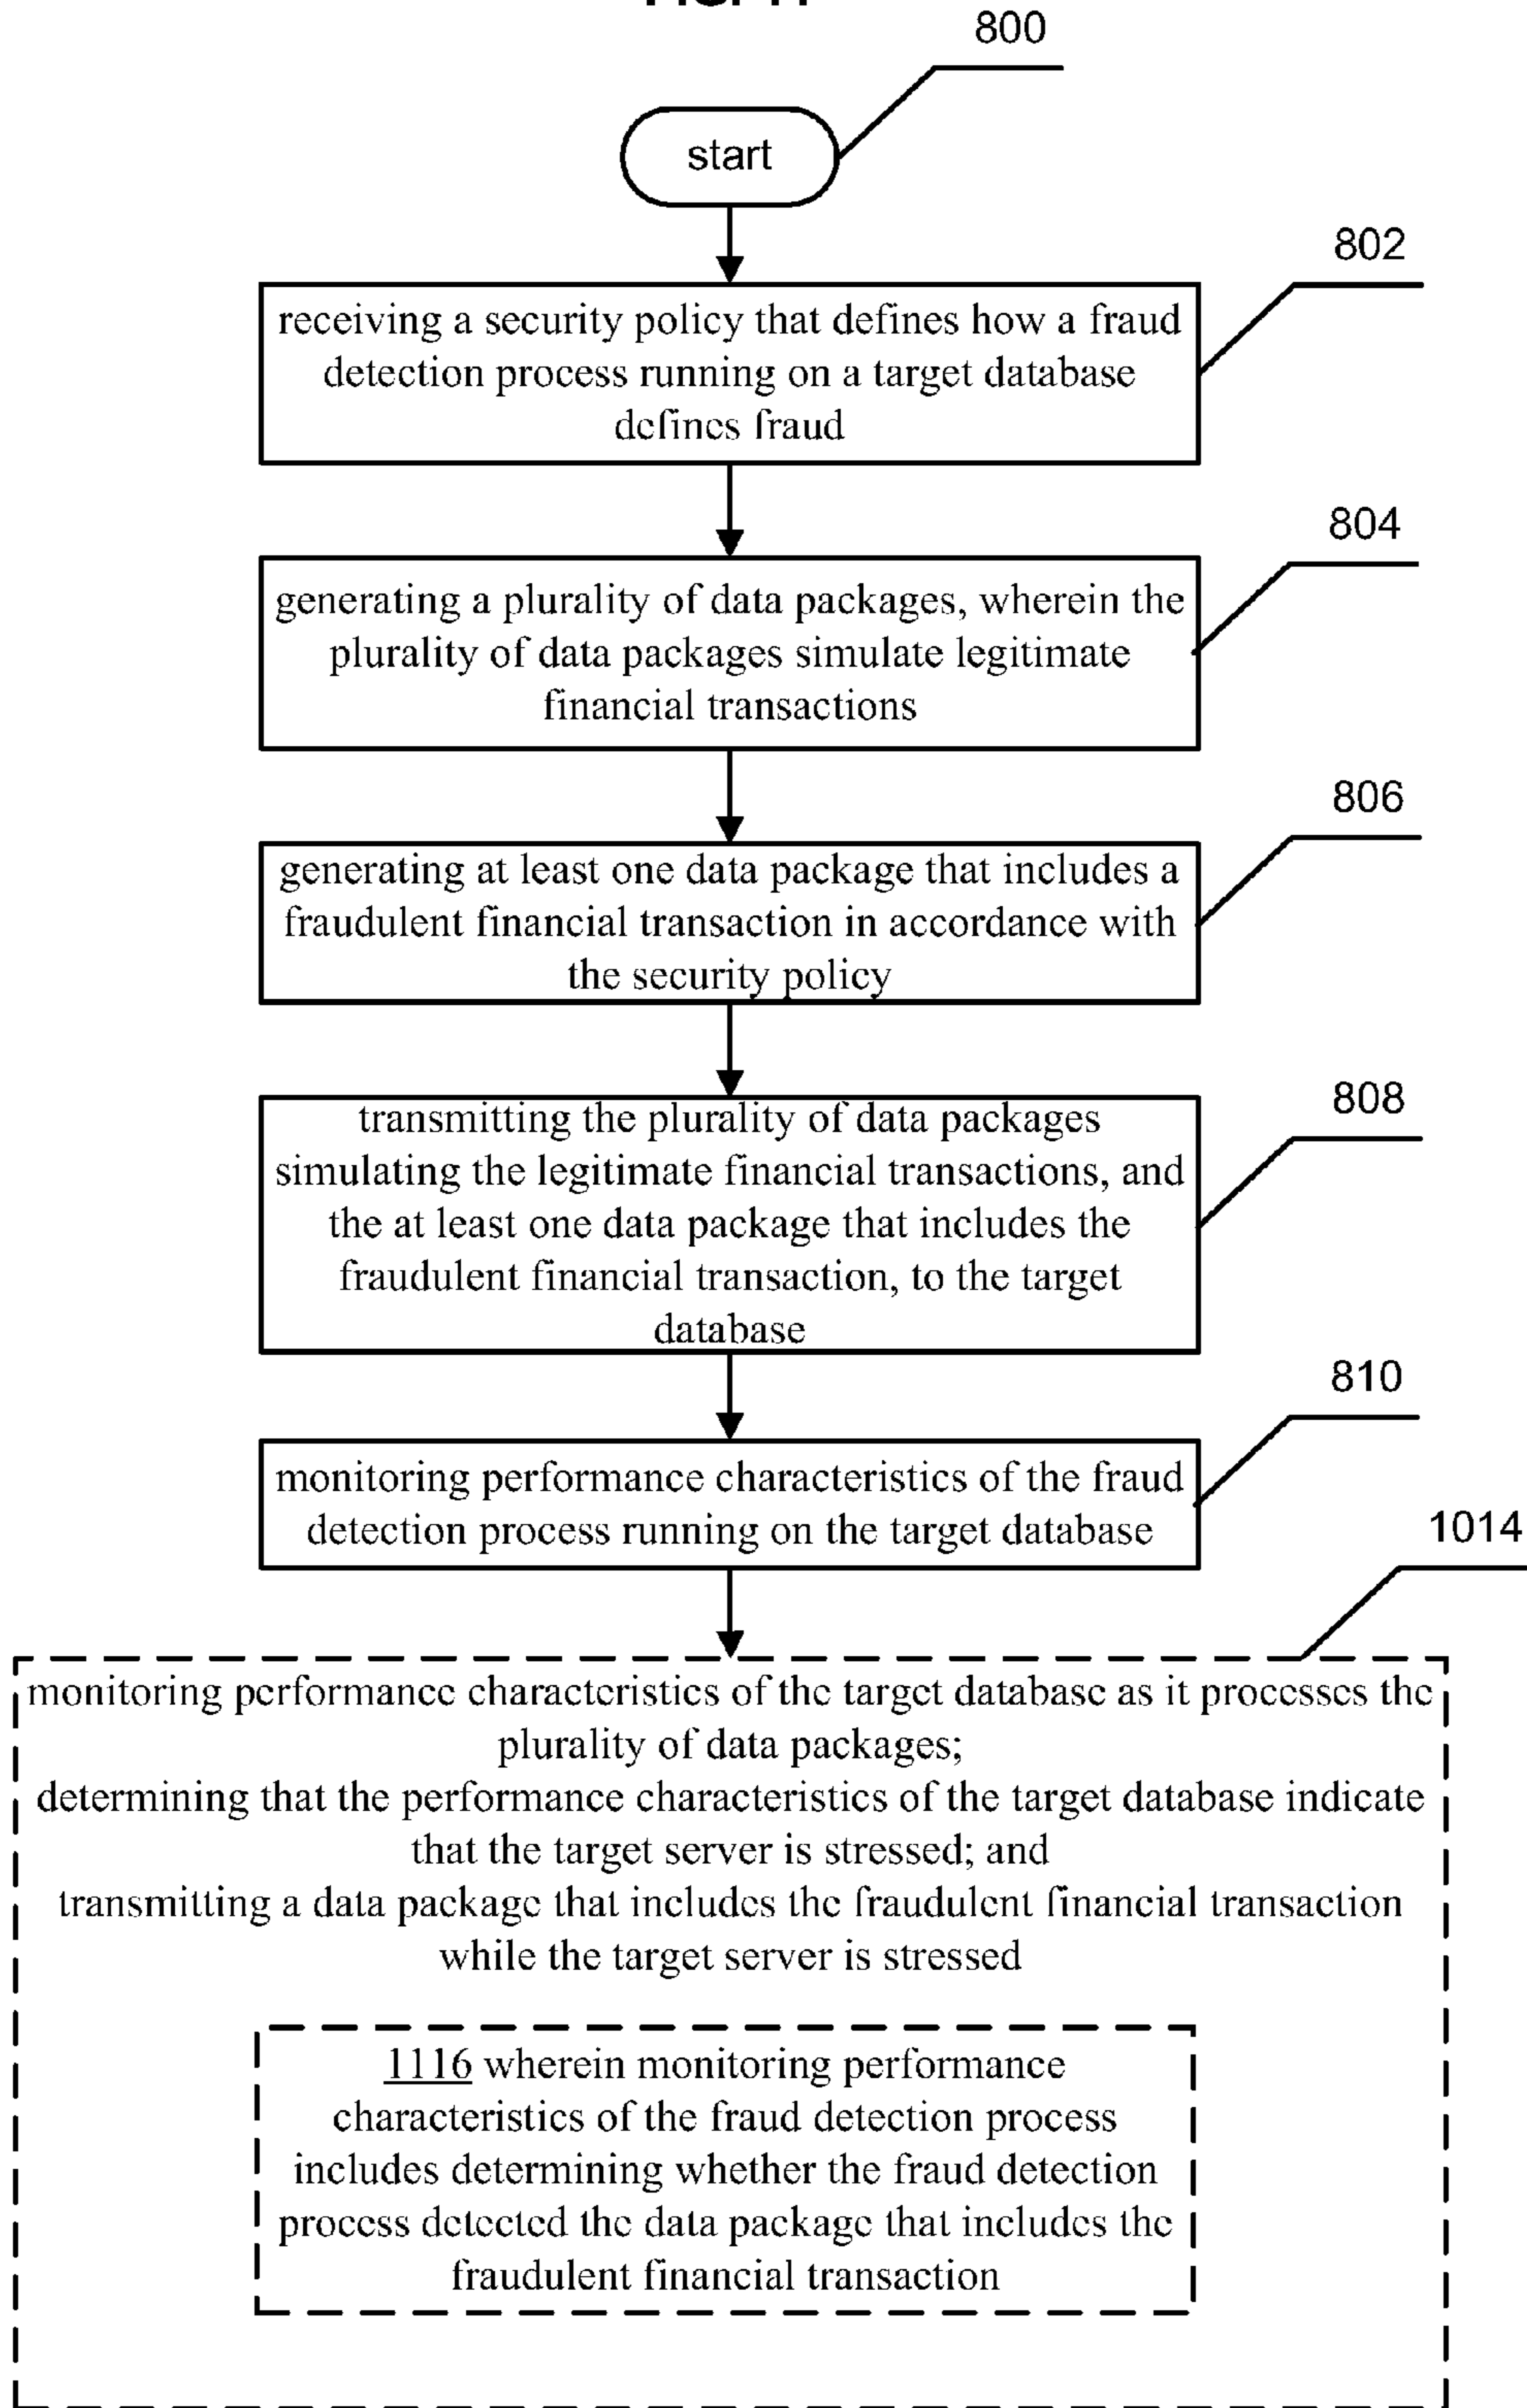 800
start
802
receiving a security policy that defines how a fraud
detection process running on a target database
defines fraud
804
generating a plurality of data packages, wherein the
plurality of data packages simulate legitimate
financial transactions
806
generating at least one data package that includes a
fraudulent financial transaction in accordance with
the security policy
808
transmitting the plurality of data packages
simulating the legitimate financial transactions, and
the at least one data package that includes the
fraudulent financial transaction, to the target
database
810
monitoring performance characteristics of the fraud
detection process running on the target database
1014
monitoring performance characteristics of the target database as it processes the
plurality of data packages;
determining that the performance characteristics of the target database indicate
that the target server is stressed; and
transmitting a data package that includes the fraudulent financial transaction
while the target server is stressed
1116 wherein monitoring performance
characteristics of the fraud detection process
includes determining whether the fraud detection
process detected the data package that includes the
fraudulent financial transaction